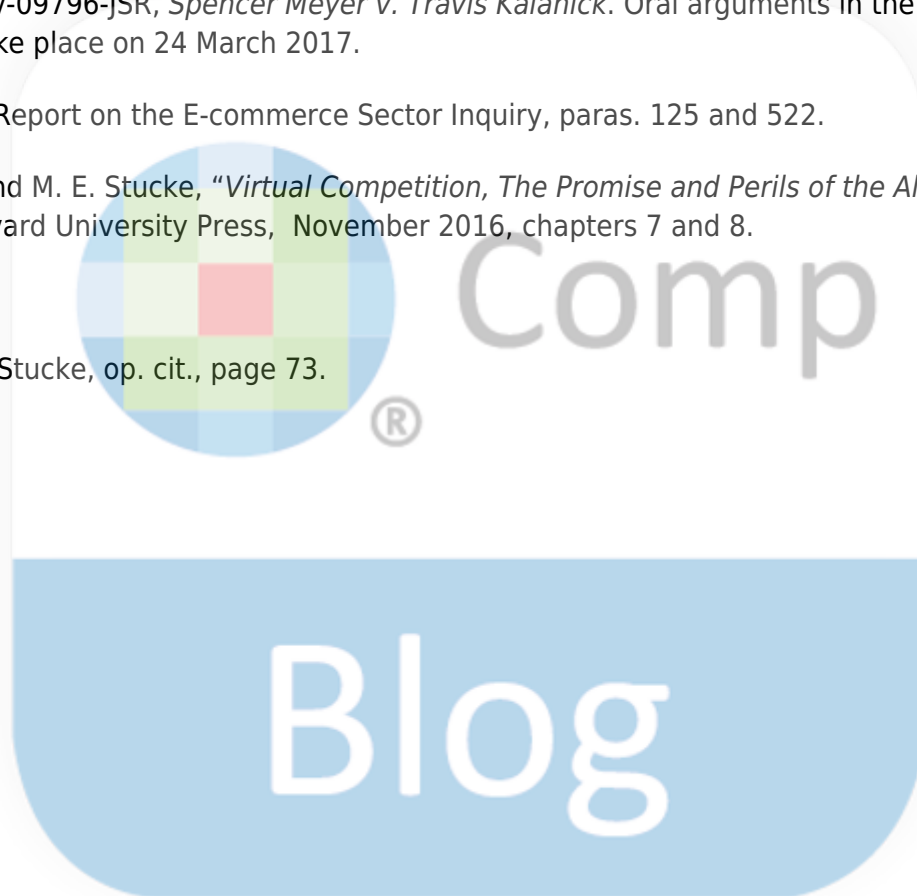 y-09796-JSR, Spencer Meyer v. Travis Kalanick. Oral arguments in the
ke place on 24 March 2017.
Report on the E-commerce Sector Inquiry, paras. 125 and 522.
nd M. E. Stucke, “Virtual Competition, The Promise and Perils of the Al
vard University Press, November 2016, chapters 7 and 8.
Comp
Stucke, op. cit., page 73.
®
Blog